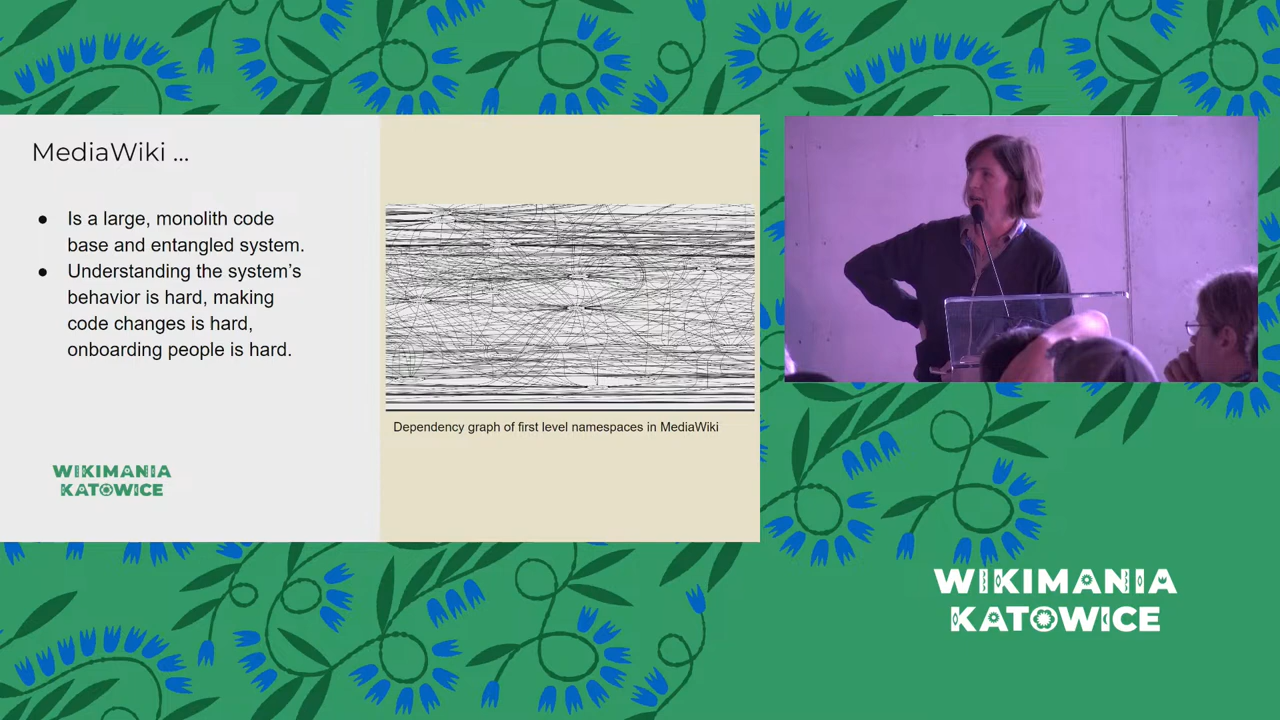 MediaWiki ...
● Is a large, monolith code
base and entangled system.
● Understanding the system's
behavior is hard, making
code changes is hard,
onboarding people is hard.
WIKIMANIA
KATOWICE
Dependency graph of first level namespaces in MediaWiki
WIKIMANIA
KATOWICE